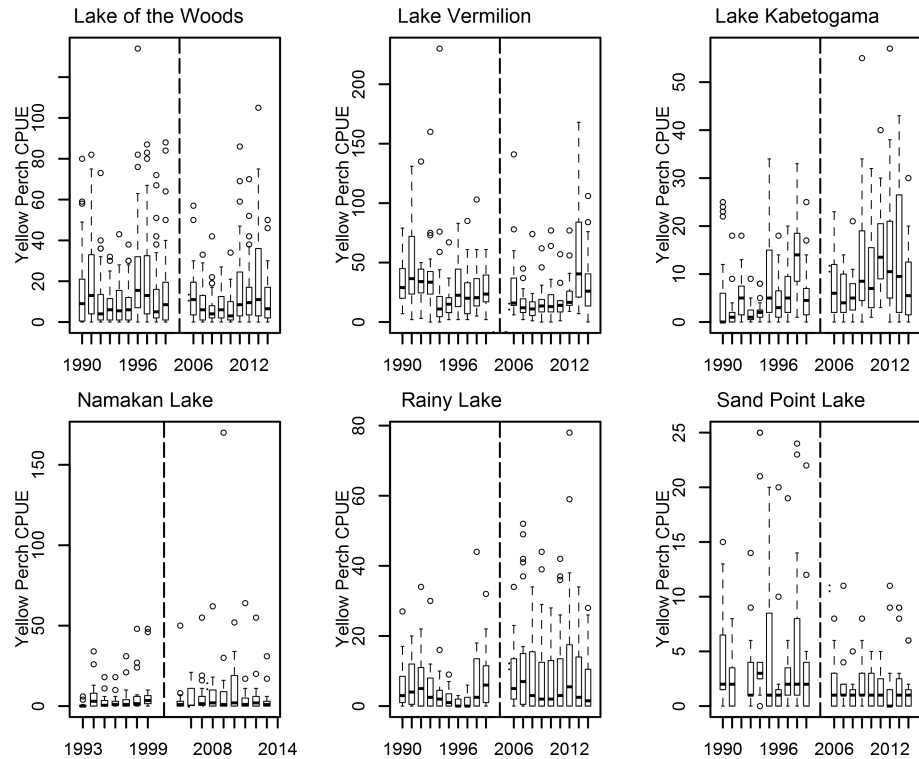 Lake of the Woods
Yellow Perch CPUE
0 20 40 60 80 100
1990 1996 2006 2012
Lake Vermilion
Yellow Perch CPUE
0 50 100 150 200
1990 1996 2006 2012
Lake Kabetogama
Yellow Perch CPUE
0 10 20 30 40 50
1990 1996 2006 2012
Namakan Lake
Yellow Perch CPUE
0 50 100 150
1993 1999 2008 2014
Rainy Lake
Yellow Perch CPUE
0 20 40 60 80
1990 1996 2006 2012
Sand Point Lake
Yellow Perch CPUE
0 5 10 15 20 25
1990 1996 2006 2012